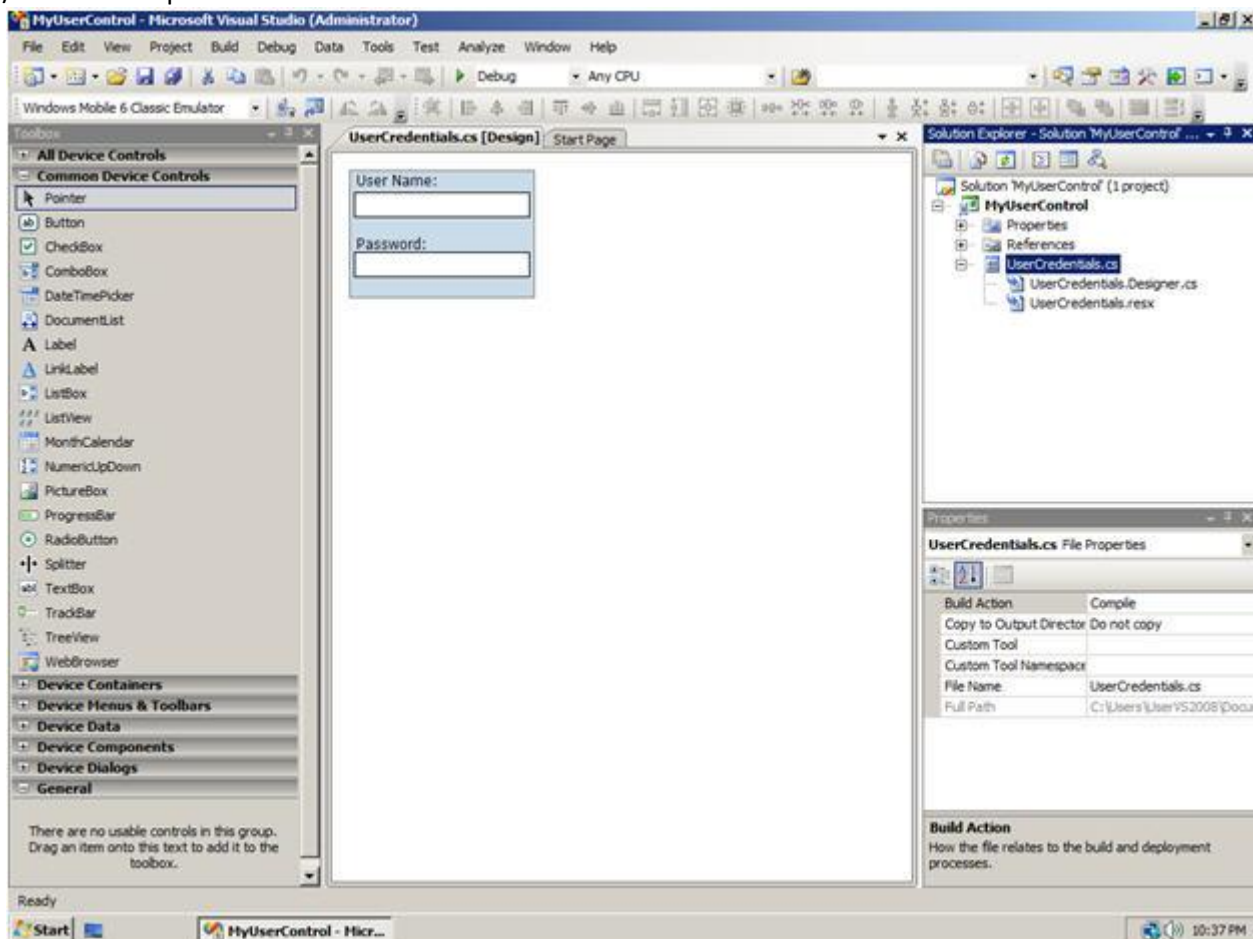 MyUserControl - Microsoft Visual Studio (Administrator)
File Edit View Project Build Debug Data Tools Test Analyze Window Help
Debug Any CPU
Windows Mobile 6 Classic Emulator
Toolbox
All Device Controls
Common Device Controls
Pointer
Button
CheckBox
ComboBox
DateTimePicker
DocumentList
Label
LinkLabel
ListBox
ListView
MonthCalendar
NumericUpDown
PictureBox
ProgressBar
RadioButton
Splitter
TextBox
TrackBar
TreeView
WebBrowser
Device Containers
Device Menus & Toolbars
Device Data
Device Components
Device Dialogs
General
There are no usable controls in this group.
Drag an item onto this text to add it to the
toolbox.
UserCredentials.cs [Design] Start Page
User Name:
Password:
Solution Explorer - Solution 'MyUserControl' ...
Solution 'MyUserControl' (1 project)
MyUserControl
Properties
References
UserCredentials.cs
UserCredentials.Designer.cs
UserCredentials.resx
Properties
UserCredentials.cs File Properties
Build Action Compile
Copy to Output Director Do not copy
Custom Tool
Custom Tool Namespace
File Name UserCredentials.cs
Full Path C:\Users\UserVS2008\Docu
Build Action
How the file relates to the build and deployment
processes.
Ready
Start MyUserControl - Micr... 10:37 PM